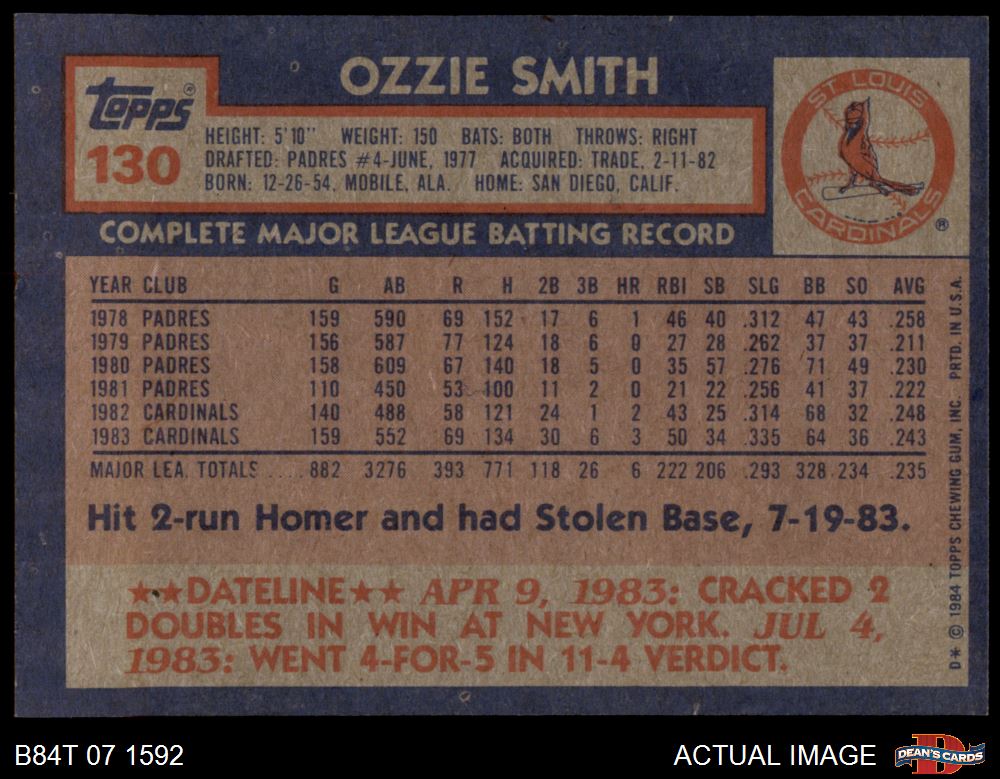 OZZIE SMITH
topps®
130
HEIGHT: 5'10" WEIGHT: 150 BATS: BOTH THROWS: RIGHT
DRAFTED: PADRES #4-JUNE, 1977 ACQUIRED: TRADE, 2-11-82
BORN: 12-26-54, MOBILE, ALA. HOME: SAN DIEGO, CALIF.
ST LOUIS
CARDINALS
®
COMPLETE MAJOR LEAGUE BATTING RECORD
YEAR CLUB G AB R H 2B 3B HR RBI SB SLG BB SO AVG
1978 PADRES 159 590 69 152 17 6 1 46 40 .312 47 43 .258
1979 PADRES 156 587 77 124 18 6 0 27 28 .262 37 37 .211
1980 PADRES 158 609 67 140 18 5 0 35 57 .276 71 49 .230
1981 PADRES 110 450 53 100 11 2 0 21 22 .256 41 37 .222
1982 CARDINALS 140 488 58 121 24 1 2 43 25 .314 68 32 .248
1983 CARDINALS 159 552 69 134 30 6 3 50 34 .335 64 36 .243
MAJOR LEA. TOTALS .... 882 3276 393 771 118 26 6 222 206 .293 328 234 .235
Hit 2-run Homer and had Stolen Base, 7-19-83.
★★DATELINE★★ APR 9, 1983: CRACKED 2
DOUBLES IN WIN AT NEW YORK. JUL 4,
1983: WENT 4-FOR-5 IN 11-4 VERDICT.
D* © 1984 TOPPS CHEWING GUM, INC. PRTD. IN U.S.A.
B84T 07 1592
ACTUAL IMAGE
DEAN'S CARDS